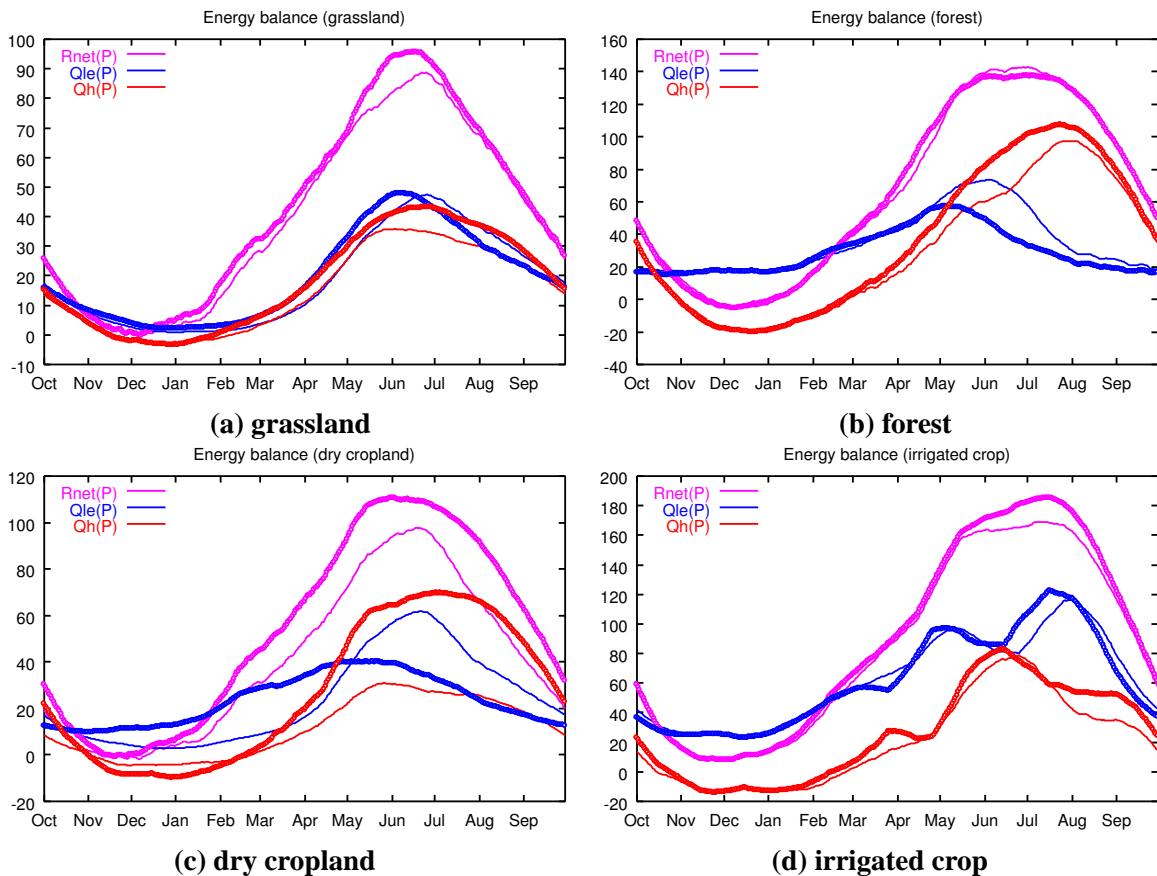 Energy balance (grassland)
100
90
80
70
60
50
40
30
20
10
0
-10
Rnet(P)
Qle(P)
Qh(P)
Oct Nov Dec Jan Feb Mar Apr May Jun Jul Aug Sep
(a) grassland
Energy balance (forest)
160
140
120
100
80
60
40
20
0
-20
-40
Rnet(P)
Qle(P)
Qh(P)
Oct Nov Dec Jan Feb Mar Apr May Jun Jul Aug Sep
(b) forest
Energy balance (dry cropland)
120
100
80
60
40
20
0
-20
Rnet(P)
Qle(P)
Qh(P)
Oct Nov Dec Jan Feb Mar Apr May Jun Jul Aug Sep
(c) dry cropland
Energy balance (irrigated crop)
200
180
160
140
120
100
80
60
40
20
0
-20
Rnet(P)
Qle(P)
Qh(P)
Oct Nov Dec Jan Feb Mar Apr May Jun Jul Aug Sep
(d) irrigated crop